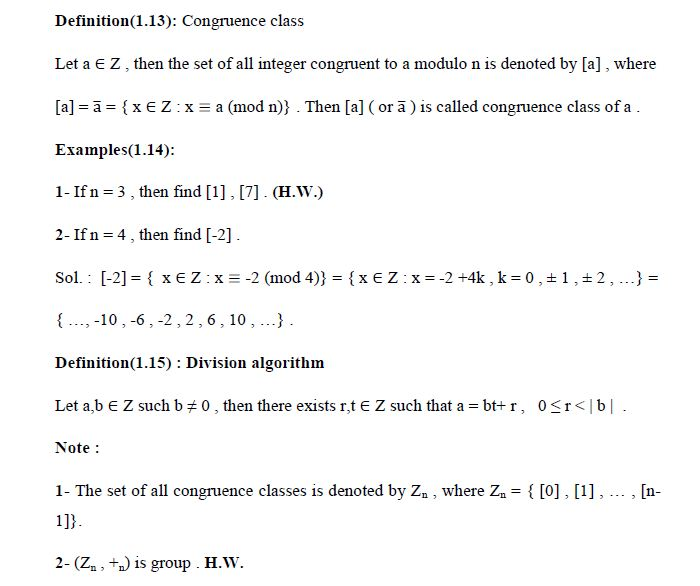 Definition(1.13): Congruence class
Let a ∈ Z , then the set of all integer congruent to a modulo n is denoted by [a] , where
[a] = ā = { x ∈ Z : x ≡ a (mod n)} . Then [a] ( or ā ) is called congruence class of a .
Examples(1.14):
1- If n = 3 , then find [1] , [7] . (H.W.)
2- If n = 4 , then find [-2] .
Sol. : [-2] = { x ∈ Z : x ≡ -2 (mod 4)} = { x ∈ Z : x = -2 +4k , k = 0 , ± 1 , ± 2 , …} =
{ …, -10 , -6 , -2 , 2 , 6 , 10 , …} .
Definition(1.15) : Division algorithm
Let a,b ∈ Z such b ≠ 0 , then there exists r,t ∈ Z such that a = bt+ r , 0 ≤ r < | b | .
Note :
1- The set of all congruence classes is denoted by Zₙ , where Zₙ = { [0] , [1] , … , [n-
1]}.
2- (Zₙ , +ₙ) is group . H.W.